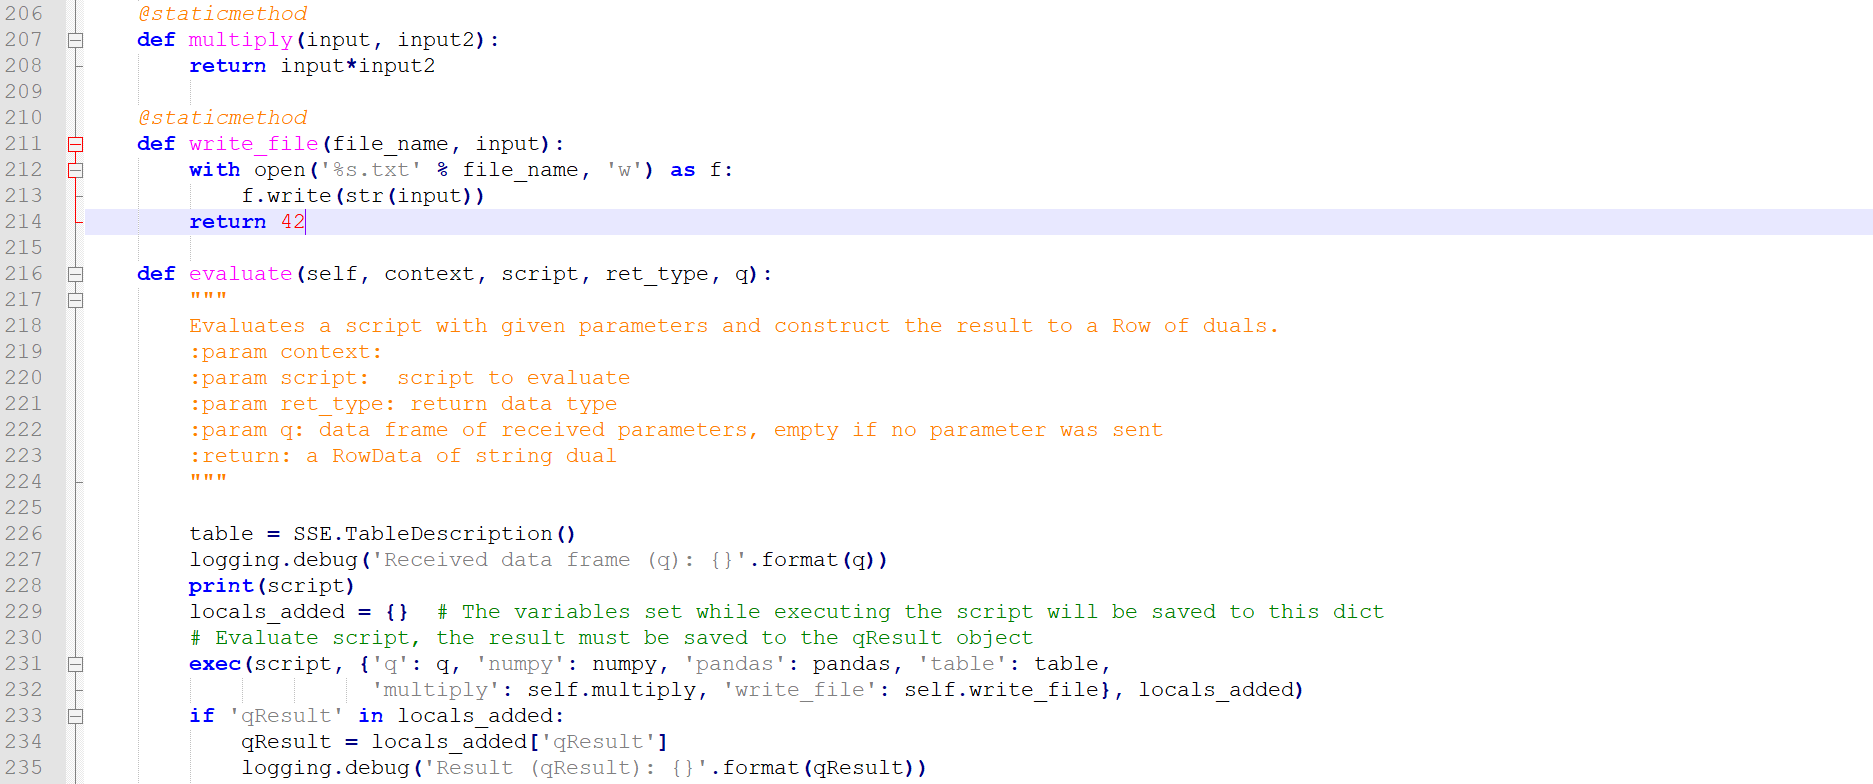 206 @staticmethod
207 def multiply(input, input2):
208 return input*input2
209
210 @staticmethod
211 def write_file(file_name, input):
212 with open('%s.txt' % file_name, 'w') as f:
213 f.write(str(input))
214 return 42
215
216 def evaluate(self, context, script, ret_type, q):
217 """
218 Evaluates a script with given parameters and construct the result to a Row of duals.
219 :param context:
220 :param script:  script to evaluate
221 :param ret_type: return data type
222 :param q: data frame of received parameters, empty if no parameter was sent
223 :return: a RowData of string dual
224 """
225
226 table = SSE.TableDescription()
227 logging.debug('Received data frame (q): {}'.format(q))
228 print(script)
229 locals_added = {}  # The variables set while executing the script will be saved to this dict
230 # Evaluate script, the result must be saved to the qResult object
231 exec(script, {'q': q, 'numpy': numpy, 'pandas': pandas, 'table': table,
232 'multiply': self.multiply, 'write_file': self.write_file}, locals_added)
233 if 'qResult' in locals_added:
234 qResult = locals_added['qResult']
235 logging.debug('Result (qResult): {}'.format(qResult))